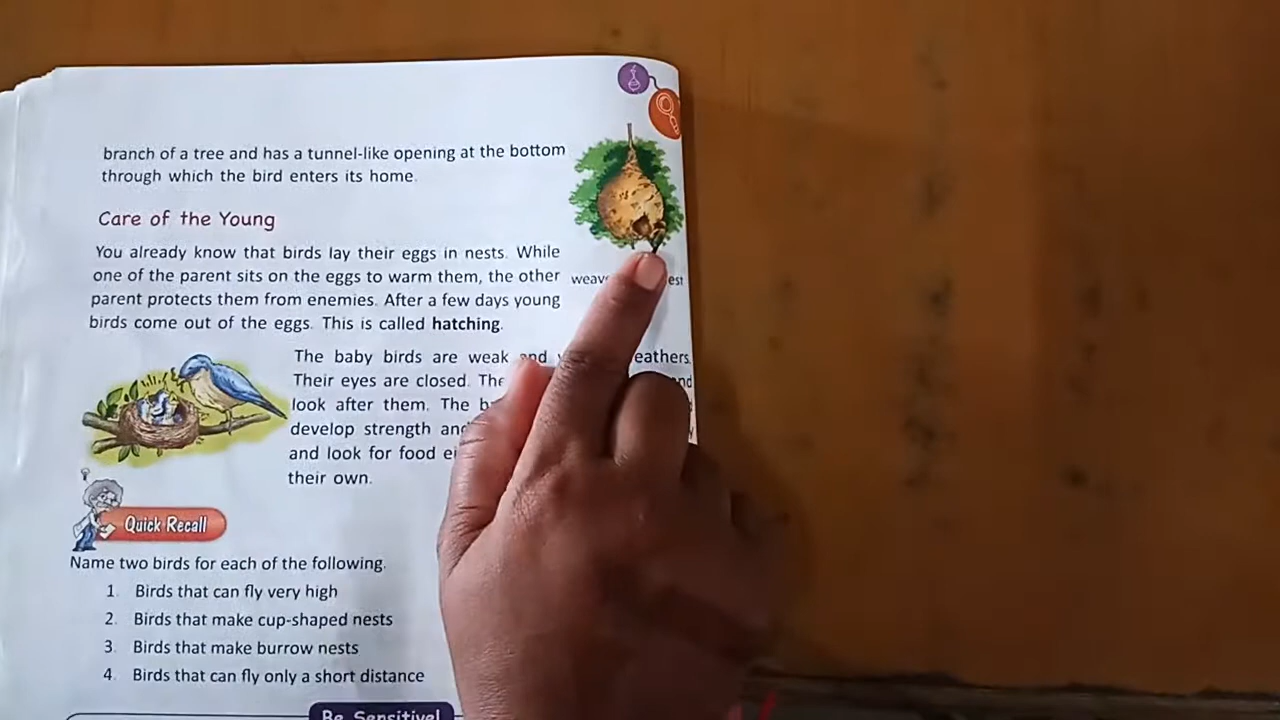 branch of a tree and has a tunnel-like opening at the bottom
through which the bird enters its home.
Care of the Young
You already know that birds lay their eggs in nests. While
one of the parent sits on the eggs to warm them, the other
parent protects them from enemies. After a few days young
birds come out of the eggs. This is called hatching.
The baby birds are weak and
Their eyes are closed.
look after them. The
develop strength
and look for food
their own.
Quick Recall
Name two birds for each of the following.
1. Birds that can fly very high
2. Birds that make cup-shaped nests
3. Birds that make burrow nests
4. Birds that can fly only a short distance
Be Sensitive!